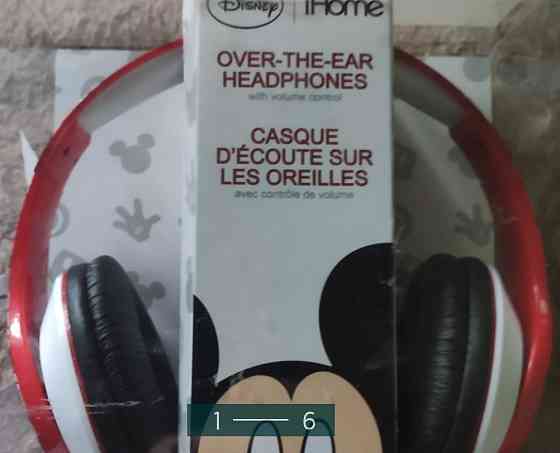 Disney iHome
OVER-THE-EAR
HEADPHONES
with volume control
CASQUE
D'ÉCOUTE SUR
LES OREILLES
avec contrôle de volume
1 6